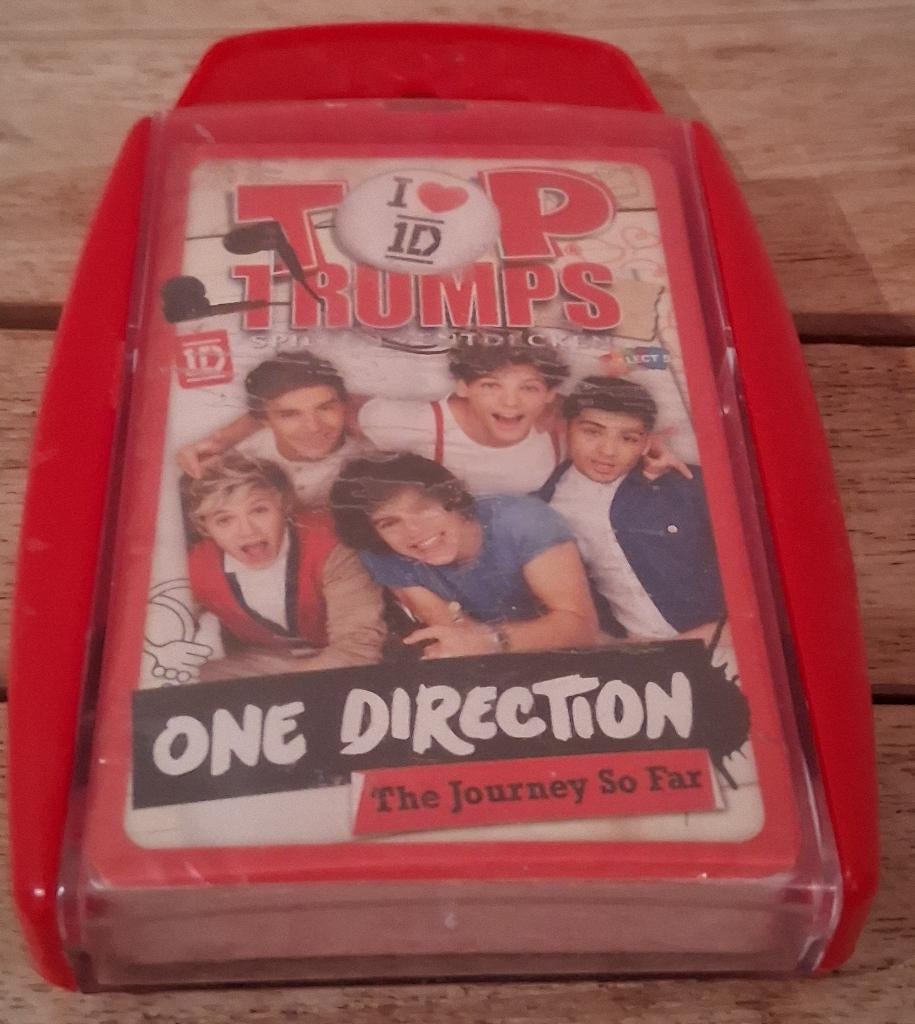 TOP
I ♥
1D
TRUMPS
1D
ONE DIRECTION
The Journey So Far